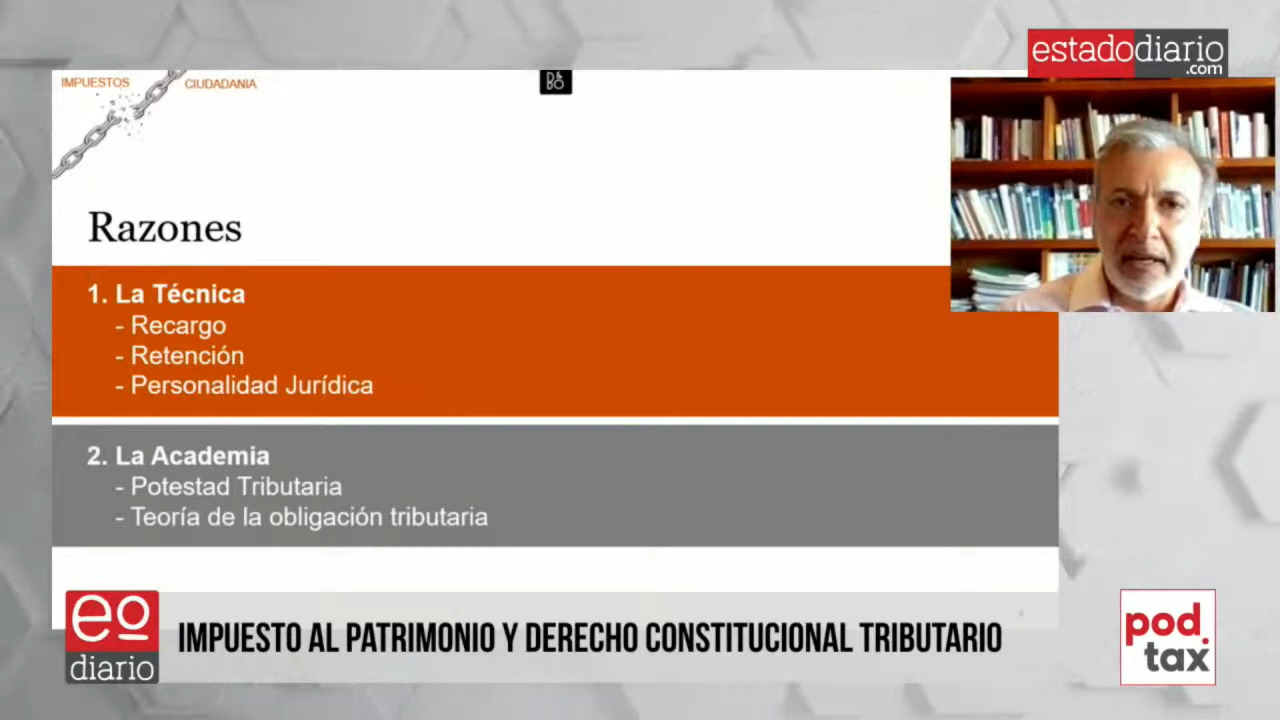 estadodiario
.com
IMPUESTOS CIUDADANIA
D&
BO
Razones
1. La Técnica
- Recargo
- Retención
- Personalidad Jurídica
2. La Academia
- Potestad Tributaria
- Teoría de la obligación tributaria
eo
diario
IMPUESTO AL PATRIMONIO Y DERECHO CONSTITUCIONAL TRIBUTARIO
pod.
tax